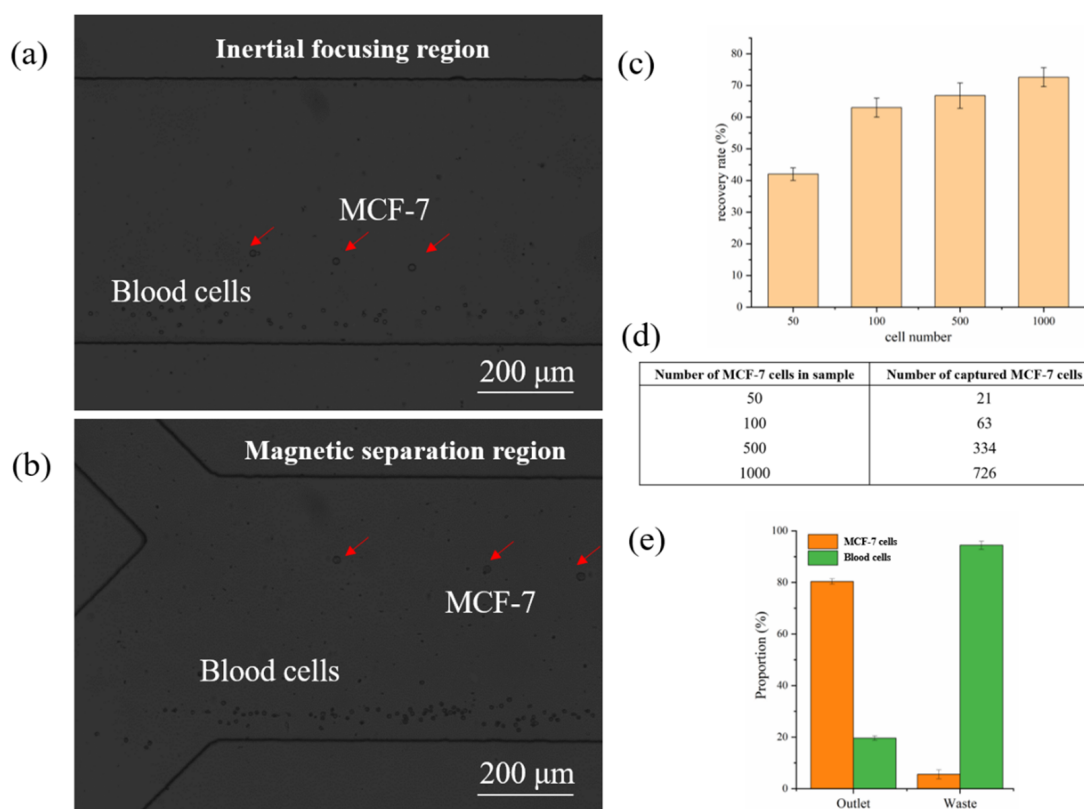 (a)
Inertial focusing region
MCF-7
Blood cells
200 μm
(b)
Magnetic separation region
MCF-7
Blood cells
200 μm
(c)
recovery rate (%)
80
70
60
50
40
30
20
10
0
50 100 500 1000
cell number
(d)
Number of MCF-7 cells in sample Number of captured MCF-7 cells
50 21
100 63
500 334
1000 726
(e)
MCF-7 cells
Blood cells
Proportion (%)
100
80
60
40
20
0
Outlet Waste